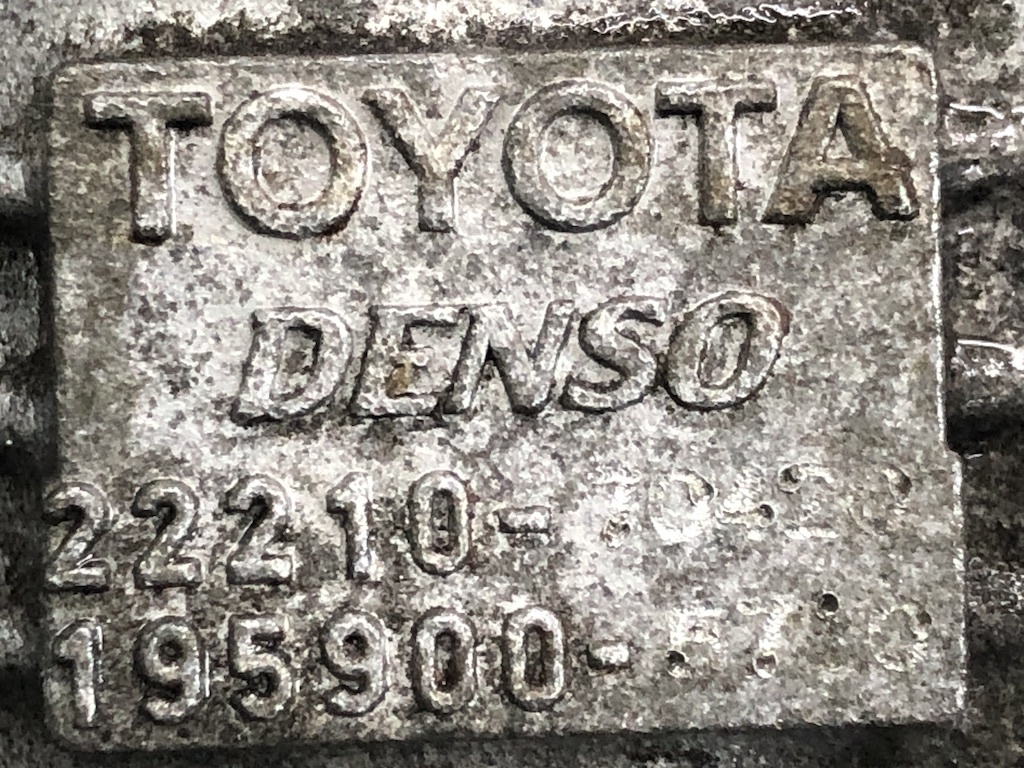 TOYOTA
DENSO
22210-
195900-